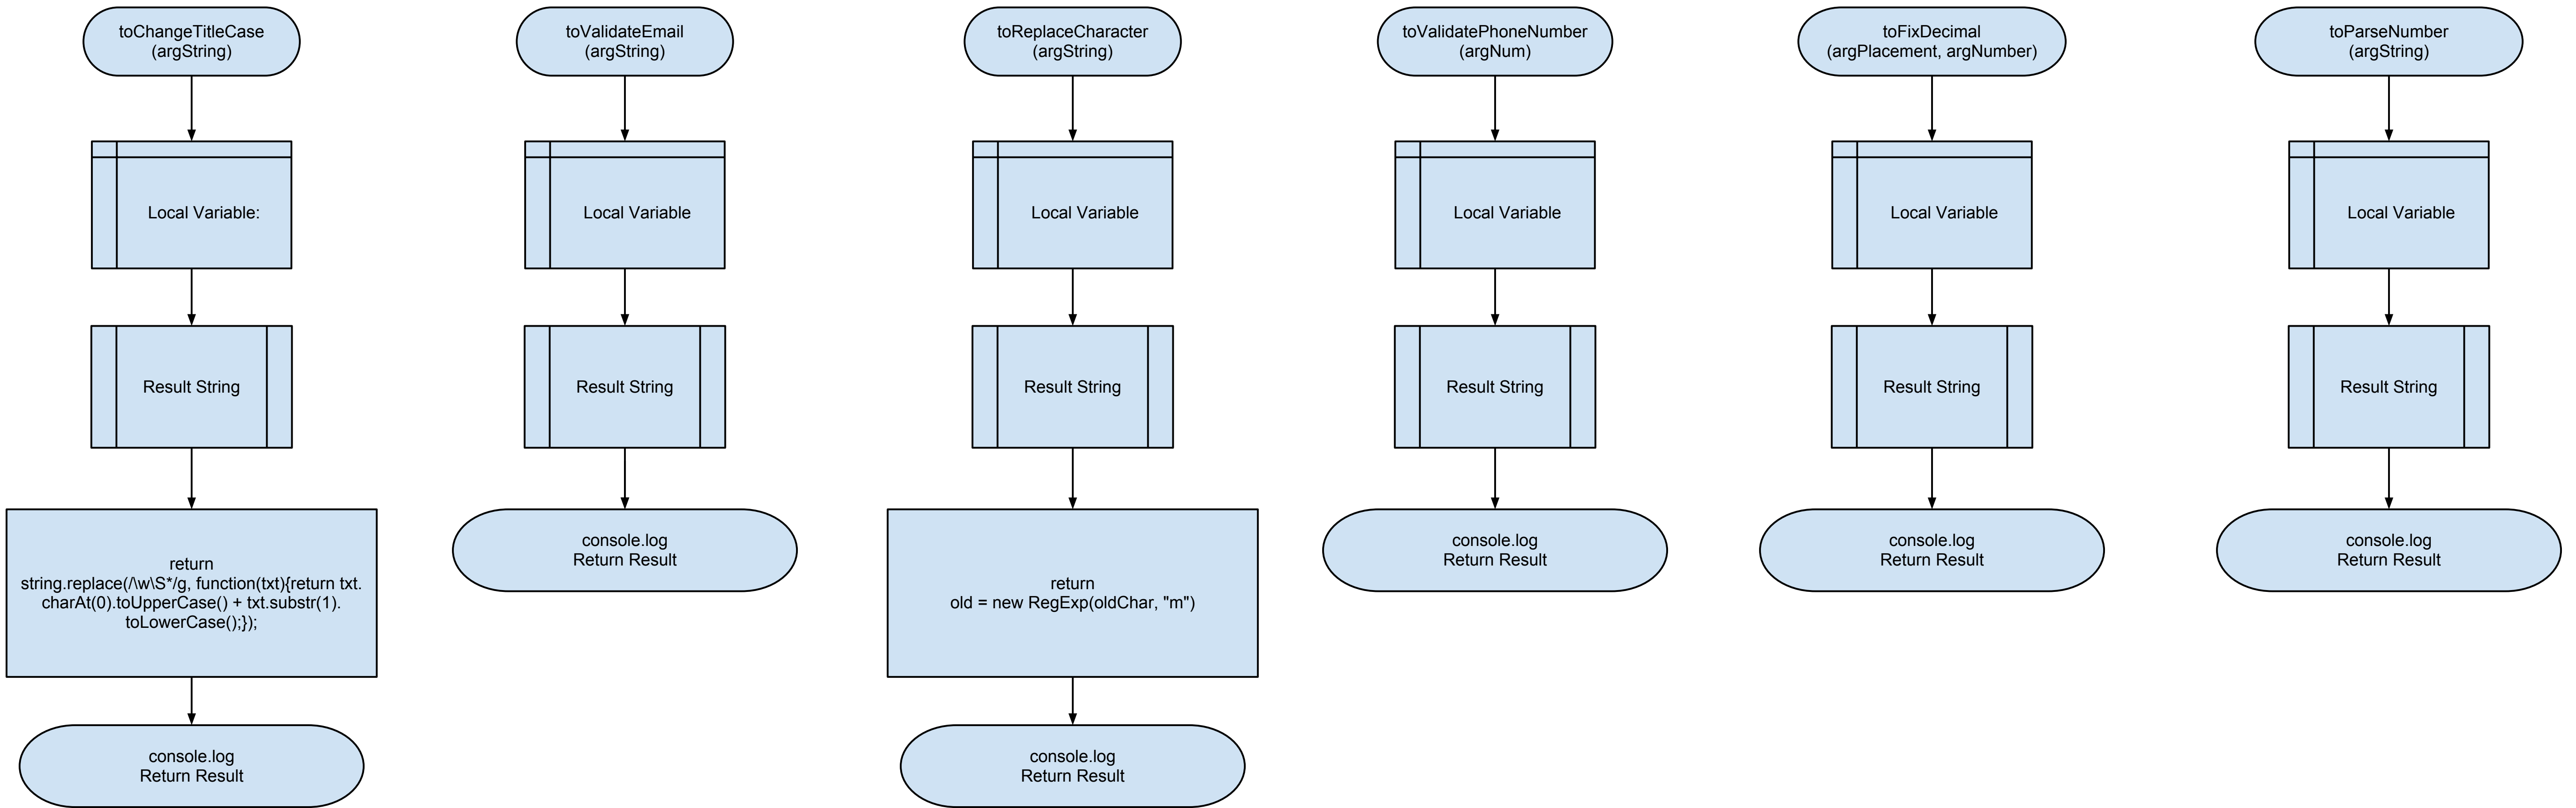 toChangeTitleCase
(argString)
Local Variable:
Result String
return
string.replace(/\w\S*/g, function(txt){return txt.
charAt(0).toUpperCase() + txt.substr(1).
toLowerCase();});
console.log
Return Result
toValidateEmail
(argString)
Local Variable
Result String
console.log
Return Result
toReplaceCharacter
(argString)
Local Variable
Result String
return
old = new RegExp(oldChar, "m")
console.log
Return Result
toValidatePhoneNumber
(argNum)
Local Variable
Result String
console.log
Return Result
toFixDecimal
(argPlacement, argNumber)
Local Variable
Result String
console.log
Return Result
toParseNumber
(argString)
Local Variable
Result String
console.log
Return Result